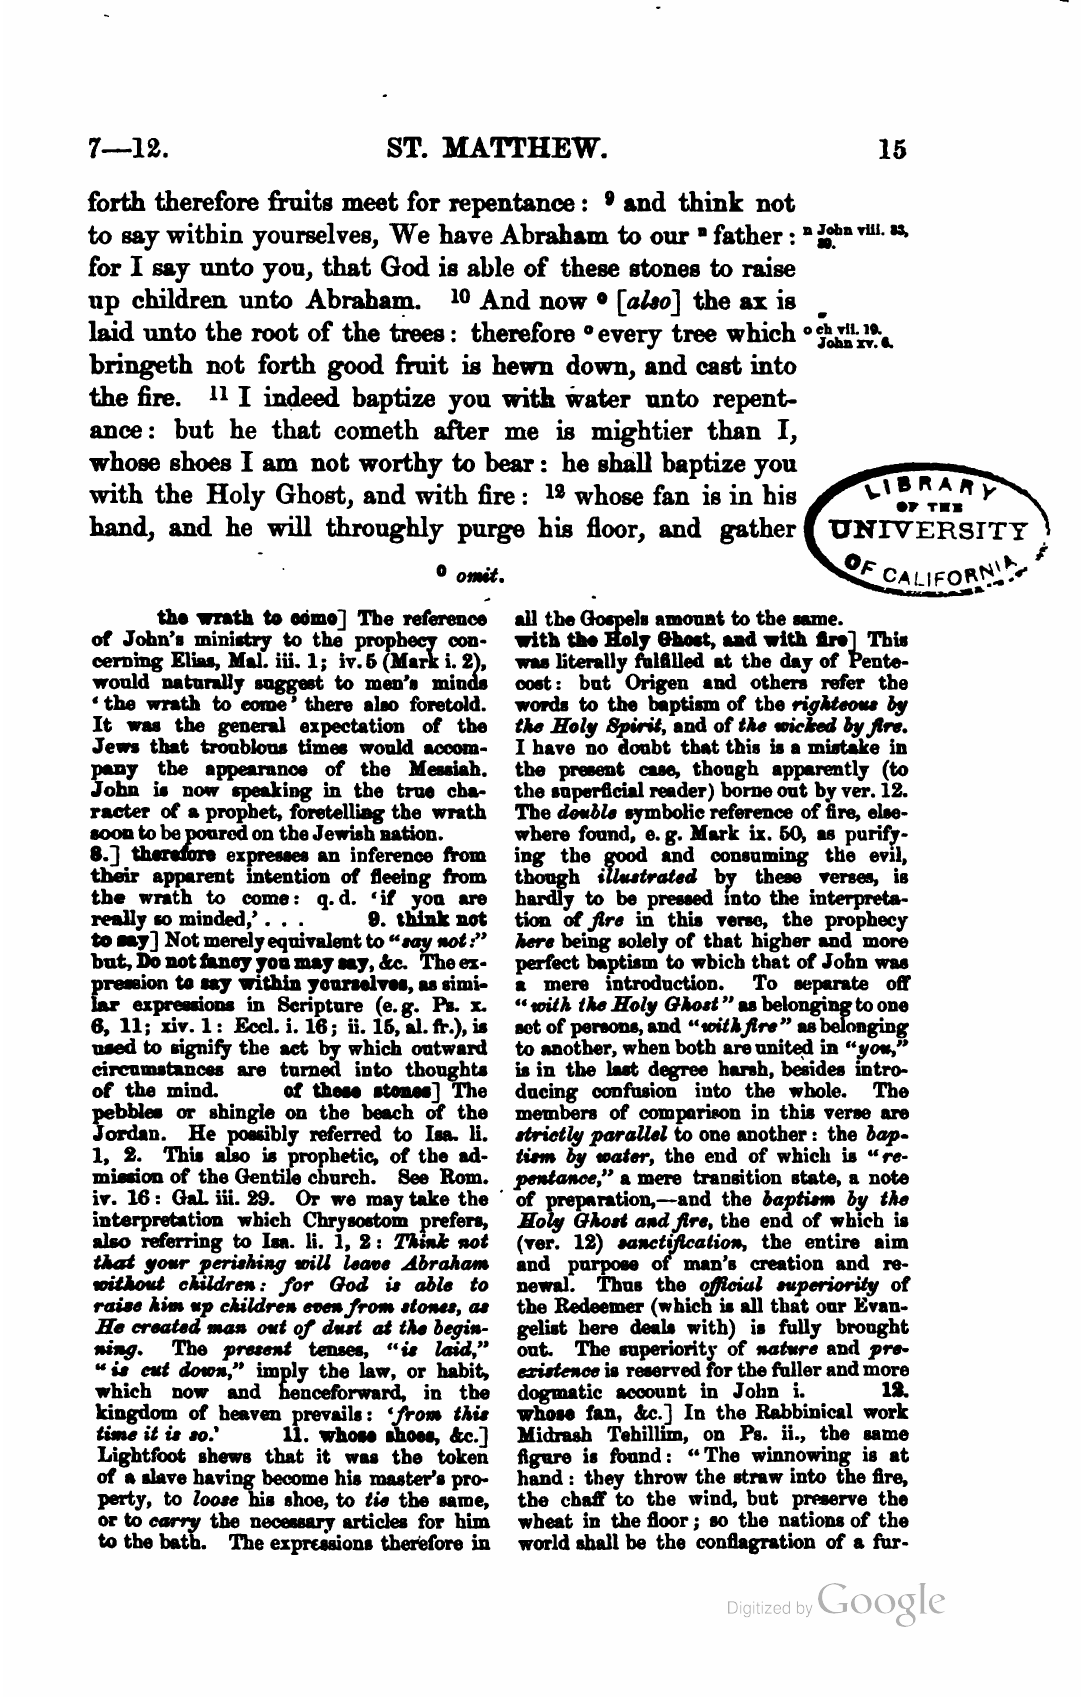 7—12. ST. MATTHEW. 15
forth therefore fruits meet for repentance : 9 and think not
to say within yourselves, We have Abraham to our n father :
n John viii. 33,
39.
for I say unto you, that God is able of these stones to raise
up children unto Abraham. 10 And now 0 [also] the ax is
laid unto the root of the trees : therefore o every tree which
o ch vii. 19.
John xv. 6.
bringeth not forth good fruit is hewn down, and cast into
the fire. 11 I indeed baptize you with water unto repent-
ance : but he that cometh after me is mightier than I,
whose shoes I am not worthy to bear : he shall baptize you
with the Holy Ghost, and with fire : 12 whose fan is in his
hand, and he will throughly purge his floor, and gather
LIBRARY
OF THE
UNIVERSITY
OF CALIFORNIA
0 omit.
the wrath to come] The reference
of John's ministry to the prophecy con-
cerning Elias, Mal. iii. 1; iv. 5 (Mark i. 2),
would naturally suggest to men's minds
‘the wrath to come’ there also foretold.
It was the general expectation of the
Jews that troublous times would accom-
pany the appearance of the Messiah.
John is now speaking in the true cha-
racter of a prophet, foretelling the wrath
soon to be poured on the Jewish nation.
8.] therefore expresses an inference from
their apparent intention of fleeing from
the wrath to come: q. d. ‘if you are
really so minded,’ . . . 9. think not
to say] Not merely equivalent to “say not:”
but, Do not fancy you may say, &c. The ex-
pression to say within yourselves, as simi-
lar expressions in Scripture (e. g. Ps. x.
6, 11; xiv. 1: Eccl. i. 16; ii. 15, al. fr.), is
used to signify the act by which outward
circumstances are turned into thoughts
of the mind. of these stones] The
pebbles or shingle on the beach of the
Jordan. He possibly referred to Isa. li.
1, 2. This also is prophetic, of the ad-
mission of the Gentile church. See Rom.
iv. 16: Gal. iii. 29. Or we may take the
interpretation which Chrysostom prefers,
also referring to Isa. li. 1, 2: Think not
that your perishing will leave Abraham
without children: for God is able to
raise him up children even from stones, as
He created man out of dust at the begin-
ning. The present tenses, “is laid,”
“is cut down,” imply the law, or habit,
which now and henceforward, in the
kingdom of heaven prevails: ‘from this
time it is so.’ 11. whose shoes, &c.]
Lightfoot shews that it was the token
of a slave having become his master's pro-
perty, to loose his shoe, to tie the same,
or to carry the necessary articles for him
to the bath. The expressions therefore in
all the Gospels amount to the same.
with the Holy Ghost, and with fire] This
was literally fulfilled at the day of Pente-
cost: but Origen and others refer the
words to the baptism of the righteous by
the Holy Spirit, and of the wicked by fire.
I have no doubt that this is a mistake in
the present case, though apparently (to
the superficial reader) borne out by ver. 12.
The double symbolic reference of fire, else-
where found, e. g. Mark ix. 50, as purify-
ing the good and consuming the evil,
though illustrated by these verses, is
hardly to be pressed into the interpreta-
tion of fire in this verse, the prophecy
here being solely of that higher and more
perfect baptism to which that of John was
a mere introduction. To separate off
“with the Holy Ghost” as belonging to one
set of persons, and “with fire” as belonging
to another, when both are united in “you,”
is in the last degree harsh, besides intro-
ducing confusion into the whole. The
members of comparison in this verse are
strictly parallel to one another: the bap-
tism by water, the end of which is “re-
pentance,” a mere transition state, a note
of preparation,—and the baptism by the
Holy Ghost and fire, the end of which is
(ver. 12) sanctification, the entire aim
and purpose of man's creation and re-
newal. Thus the official superiority of
the Redeemer (which is all that our Evan-
gelist here deals with) is fully brought
out. The superiority of nature and pre-
existence is reserved for the fuller and more
dogmatic account in John i. 12.
whose fan, &c.] In the Rabbinical work
Midrash Tehillim, on Ps. ii., the same
figure is found: “The winnowing is at
hand: they throw the straw into the fire,
the chaff to the wind, but preserve the
wheat in the floor; so the nations of the
world shall be the conflagration of a fur-
Digitized by Google